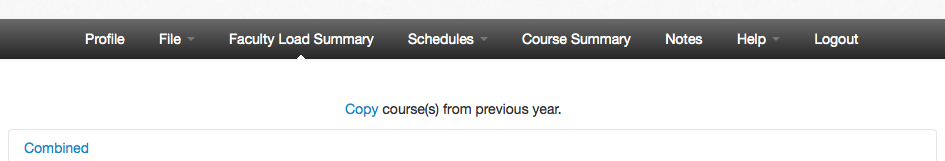 Profile File Faculty Load Summary Schedules Course Summary Notes Help Logout
Copy course(s) from previous year.
Combined